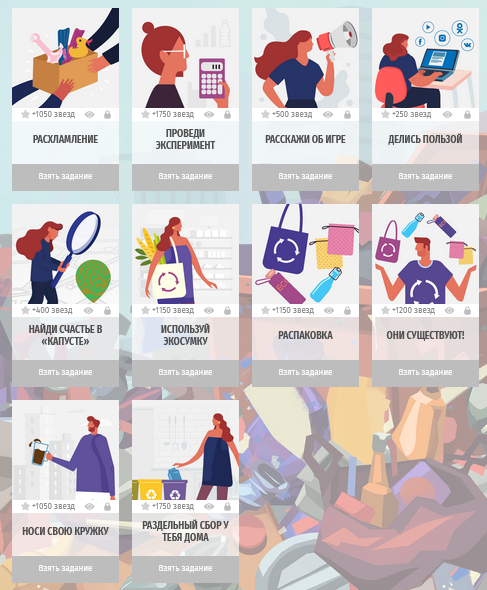 +1050 звезд
РАСХЛАМЛЕНИЕ
Взять задание
+1750 звезд
ПРОВЕДИ
ЭКСПЕРИМЕНТ
Взять задание
+500 звезд
РАССКАЖИ ОБ ИГРЕ
Взять задание
+250 звезд
ДЕЛИСЬ ПОЛЬЗОЙ
Взять задание
+400 звезд
НАЙДИ СЧАСТЬЕ В
«КАПУСТЕ»
Взять задание
+1150 звезд
ИСПОЛЬЗУЙ
ЭКОСУМКУ
Взять задание
+1150 звезд
РАСПАКОВКА
Взять задание
+1200 звезд
ОНИ СУЩЕСТВУЮТ!
Взять задание
+1050 звезд
НОСИ СВОЮ КРУЖКУ
Взять задание
+1750 звезд
РАЗДЕЛЬНЫЙ СБОР У
ТЕБЯ ДОМА
Взять задание